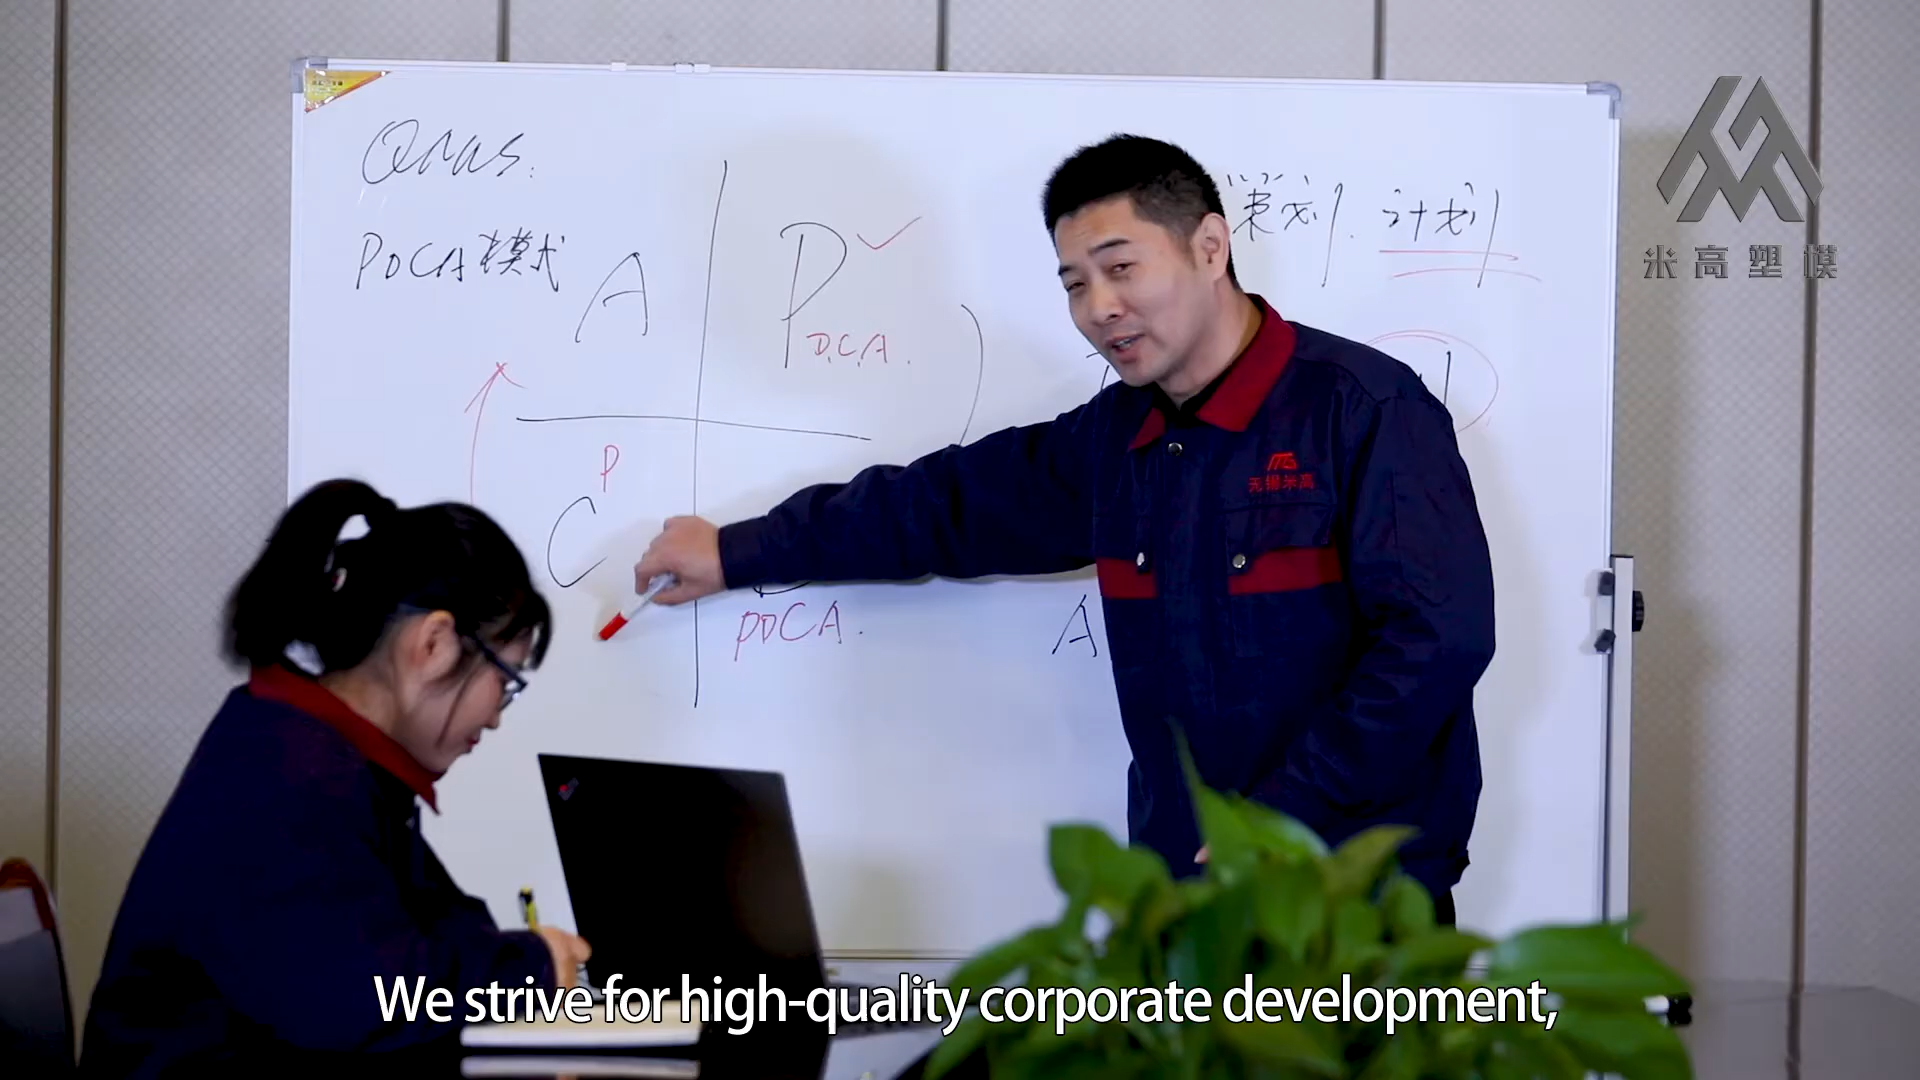 QMS:
PDCA模式
A
P
D.C.A.
策划. 计划
P
C
PDCA.
A
无锡米高
米高塑模
We strive for high-quality corporate development,